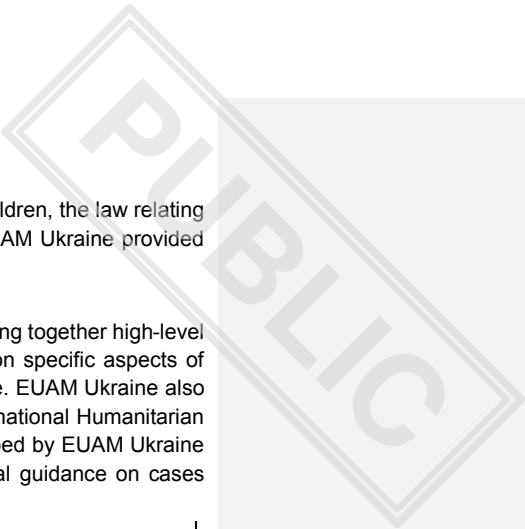 ldren, the law relating
AM Ukraine provided
ng together high-level
on specific aspects of
e. EUAM Ukraine also
national Humanitarian
ed by EUAM Ukraine
al guidance on cases
PUBLIC